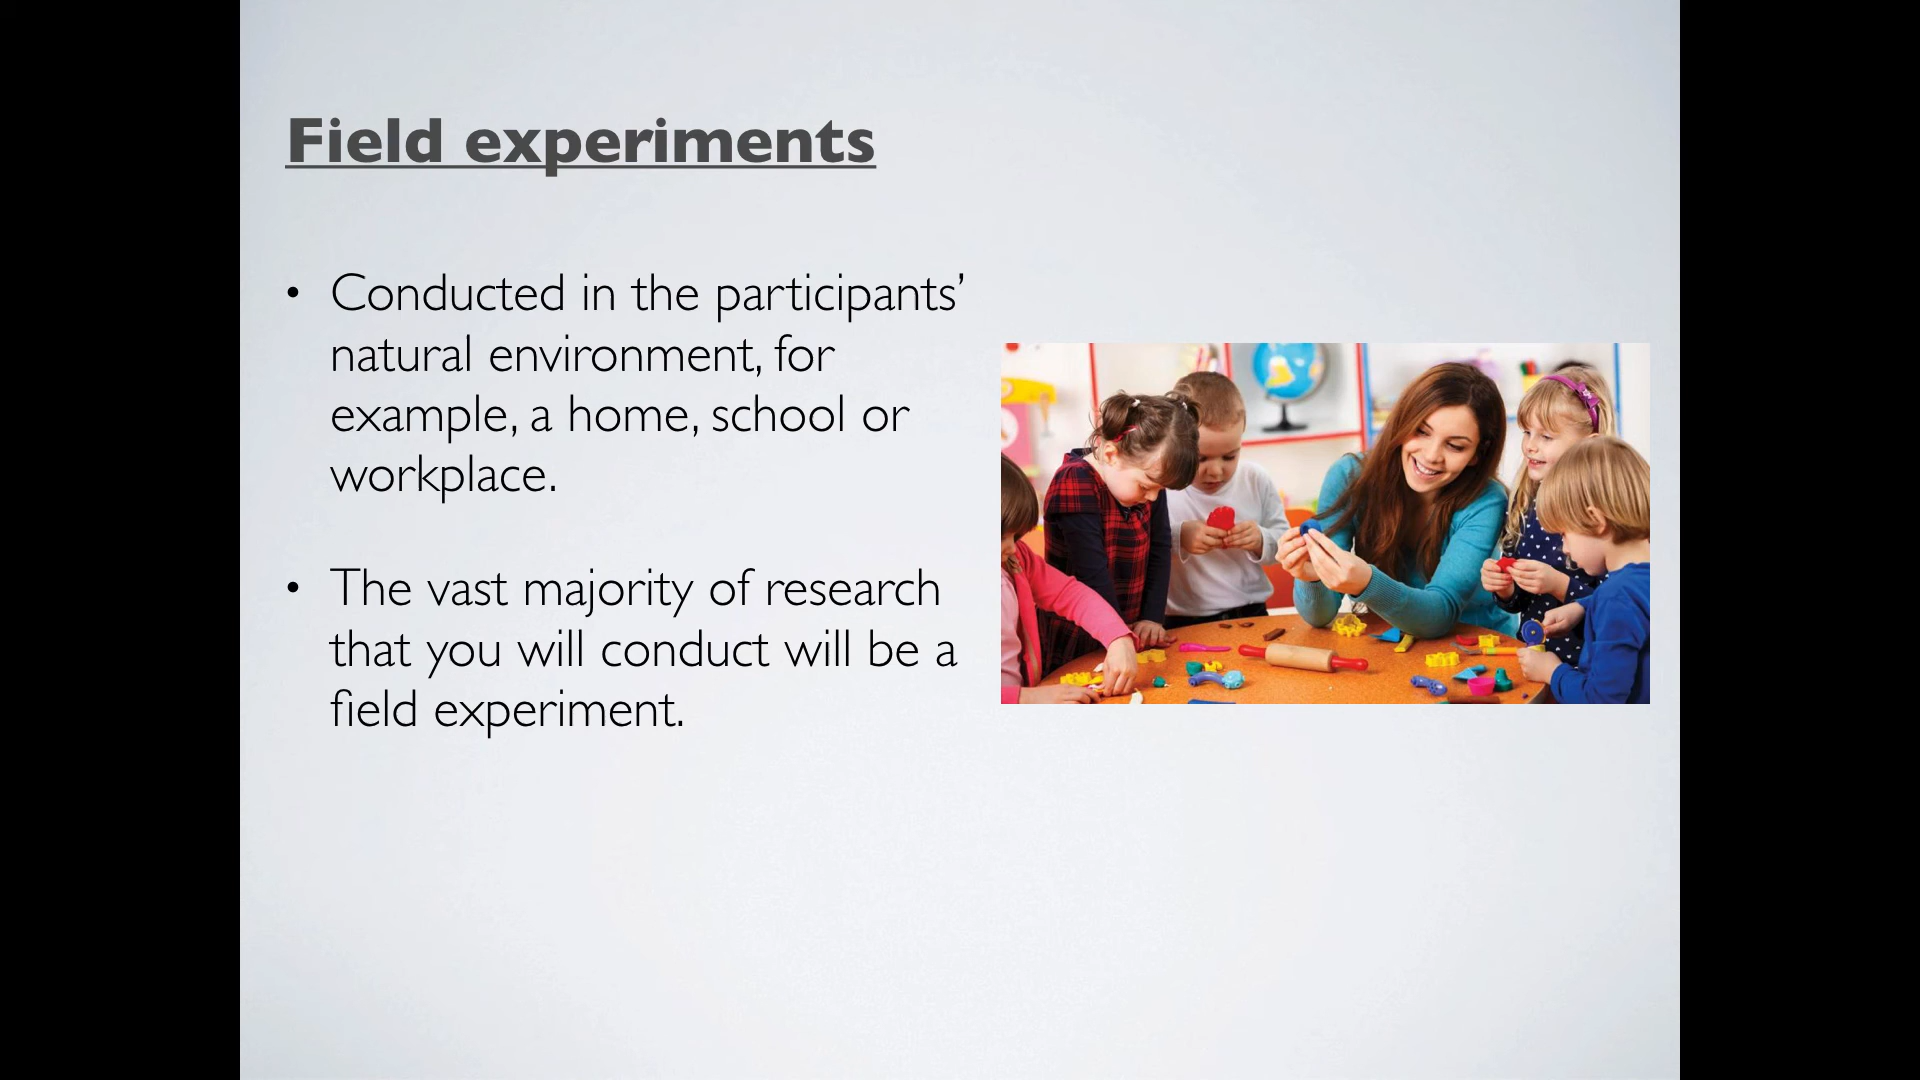 Field experiments
• Conducted in the participants’
natural environment, for
example, a home, school or
workplace.
• The vast majority of research
that you will conduct will be a
field experiment.